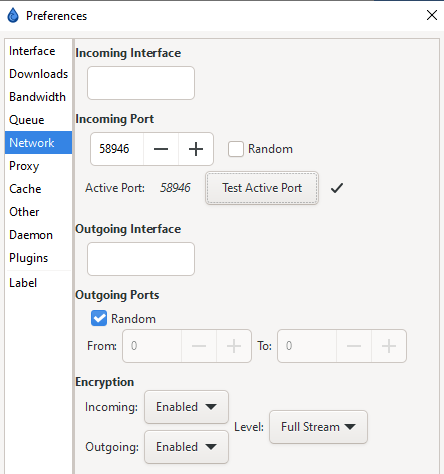 Preferences
Interface
Downloads
Bandwidth
Queue
Network
Proxy
Cache
Other
Daemon
Plugins
Label
Incoming Interface
Incoming Port
58946
Random
Active Port: 58946 Test Active Port
Outgoing Interface
Outgoing Ports
Random
From: 0 To: 0
Encryption
Incoming: Enabled
Level: Full Stream
Outgoing: Enabled